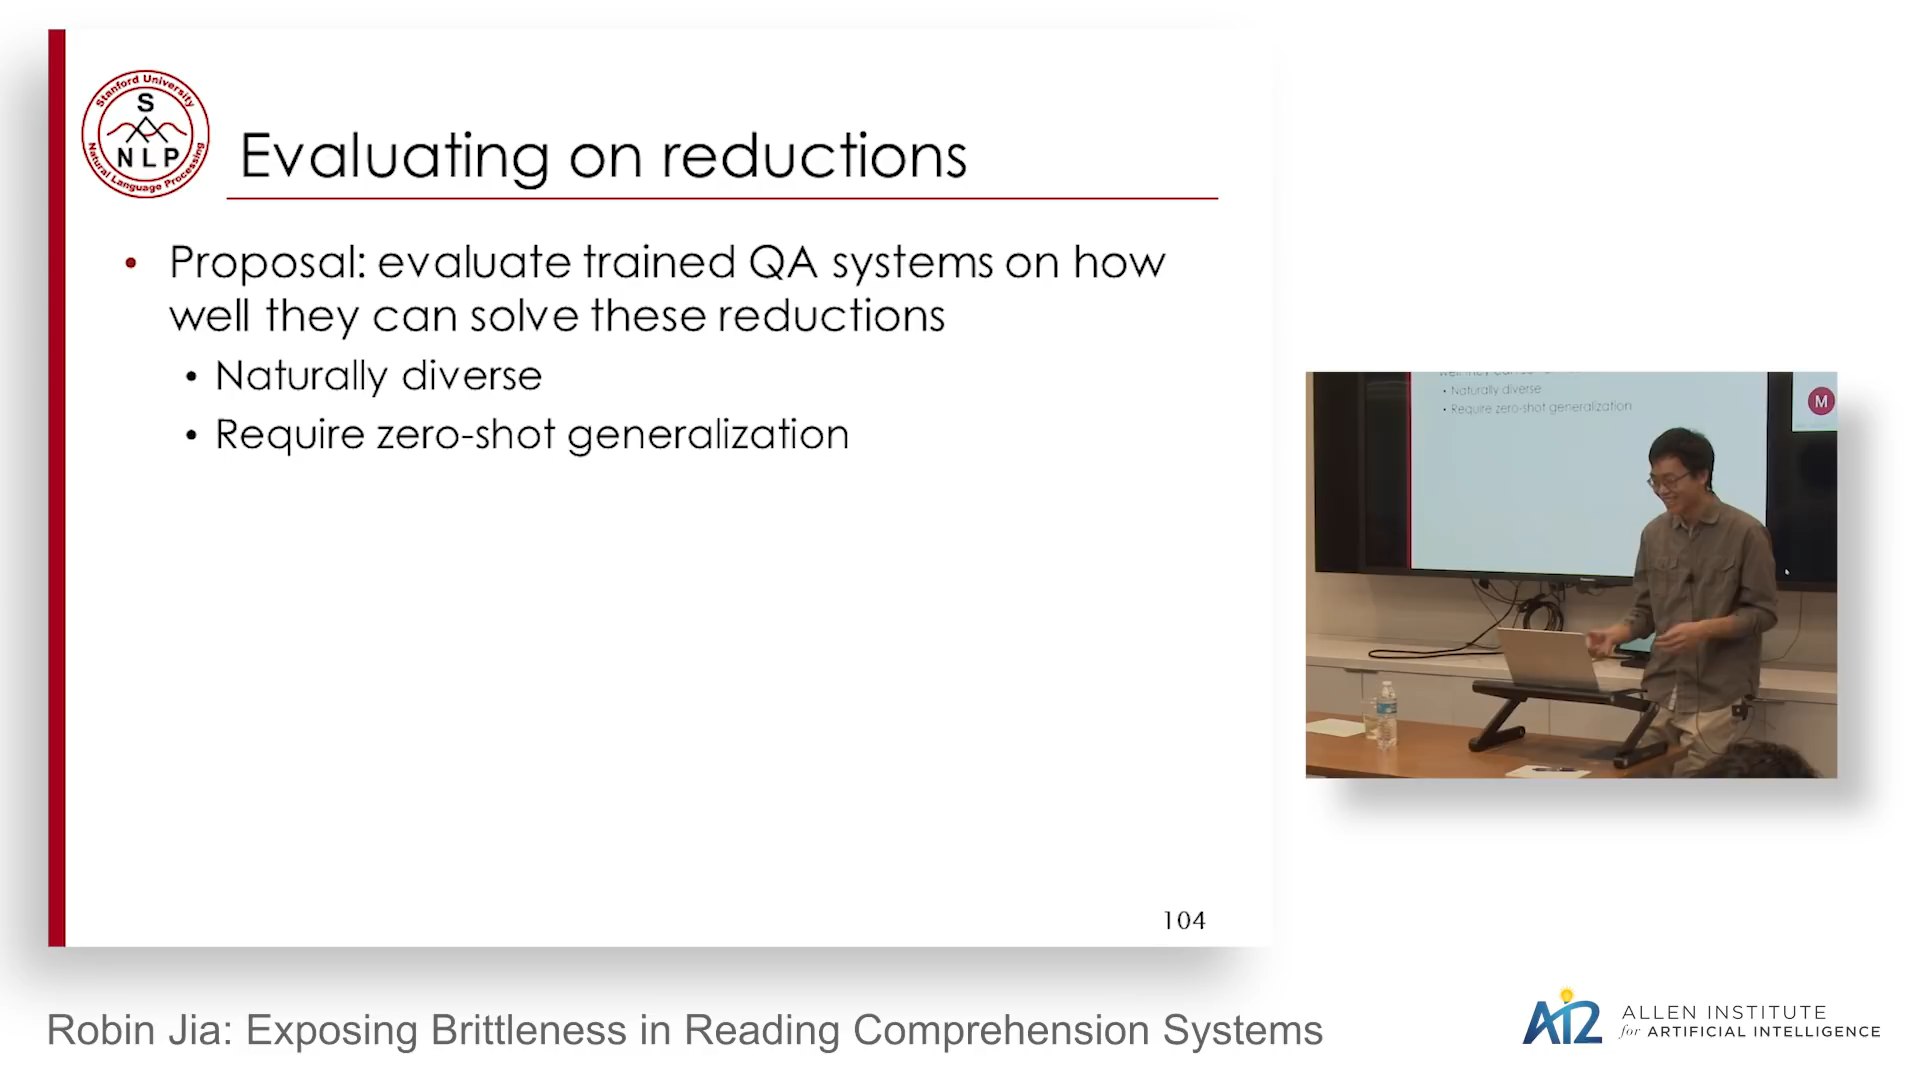 Stanford University
S
NLP
Natural Language Processing
Evaluating on reductions
• Proposal: evaluate trained QA systems on how
well they can solve these reductions
• Naturally diverse
• Require zero-shot generalization
104
• Naturally diverse
• Require zero-shot generalization
M
Robin Jia: Exposing Brittleness in Reading Comprehension Systems
AI2
ALLEN INSTITUTE
for ARTIFICIAL INTELLIGENCE